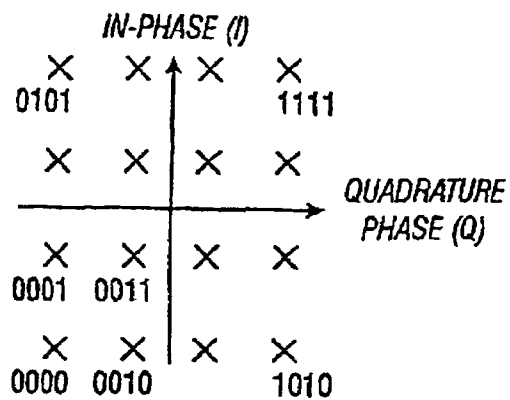 IN-PHASE (I)
0101 1111
QUADRATURE
PHASE (Q)
0001 0011
0000 0010 1010